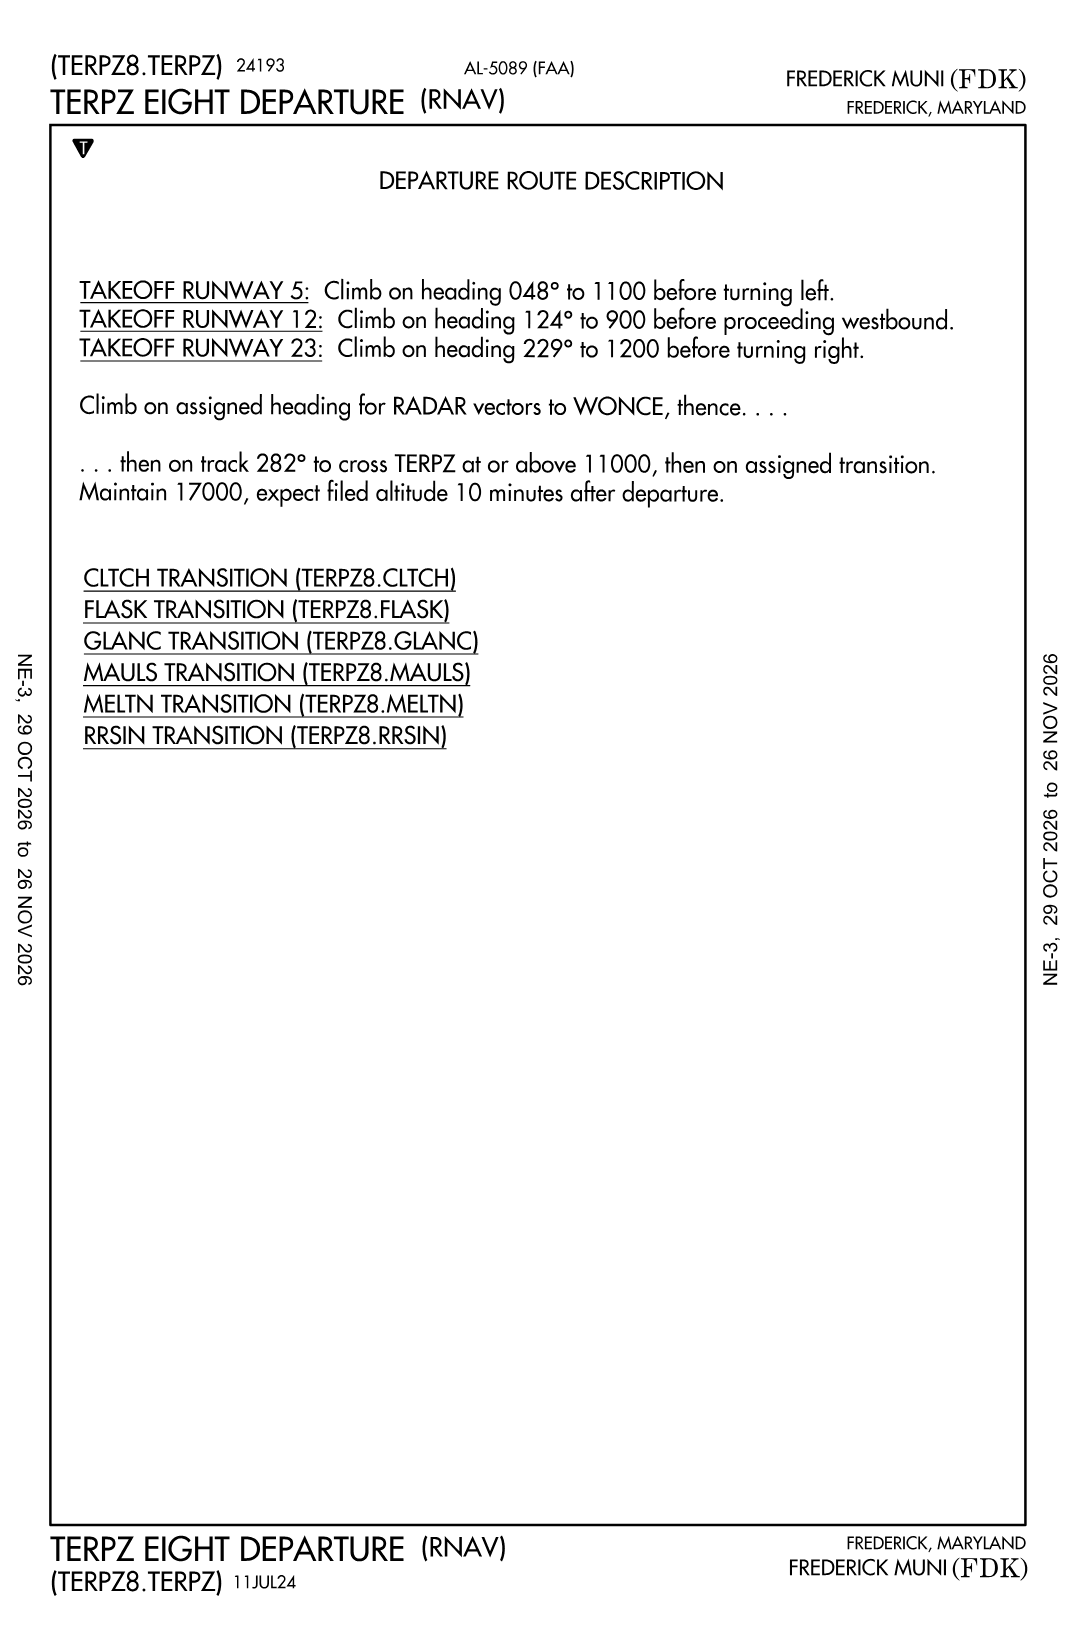 (TERPZ8.TERPZ) 24193
AL-5089 (FAA)
FREDERICK MUNI (FDK)
TERPZ EIGHT DEPARTURE (RNAV)
FREDERICK, MARYLAND
T
DEPARTURE ROUTE DESCRIPTION
TAKEOFF RUNWAY 5: Climb on heading 048° to 1100 before turning left.
TAKEOFF RUNWAY 12: Climb on heading 124° to 900 before proceeding westbound.
TAKEOFF RUNWAY 23: Climb on heading 229° to 1200 before turning right.
Climb on assigned heading for RADAR vectors to WONCE, thence. . . .
. . . then on track 282° to cross TERPZ at or above 11000, then on assigned transition.
Maintain 17000, expect filed altitude 10 minutes after departure.
CLTCH TRANSITION (TERPZ8.CLTCH)
FLASK TRANSITION (TERPZ8.FLASK)
GLANC TRANSITION (TERPZ8.GLANC)
MAULS TRANSITION (TERPZ8.MAULS)
MELTN TRANSITION (TERPZ8.MELTN)
RRSIN TRANSITION (TERPZ8.RRSIN)
NE-3, 29 OCT 2026 to 26 NOV 2026
NE-3, 29 OCT 2026 to 26 NOV 2026
TERPZ EIGHT DEPARTURE (RNAV)
FREDERICK, MARYLAND
(TERPZ8.TERPZ) 11JUL24
FREDERICK MUNI (FDK)